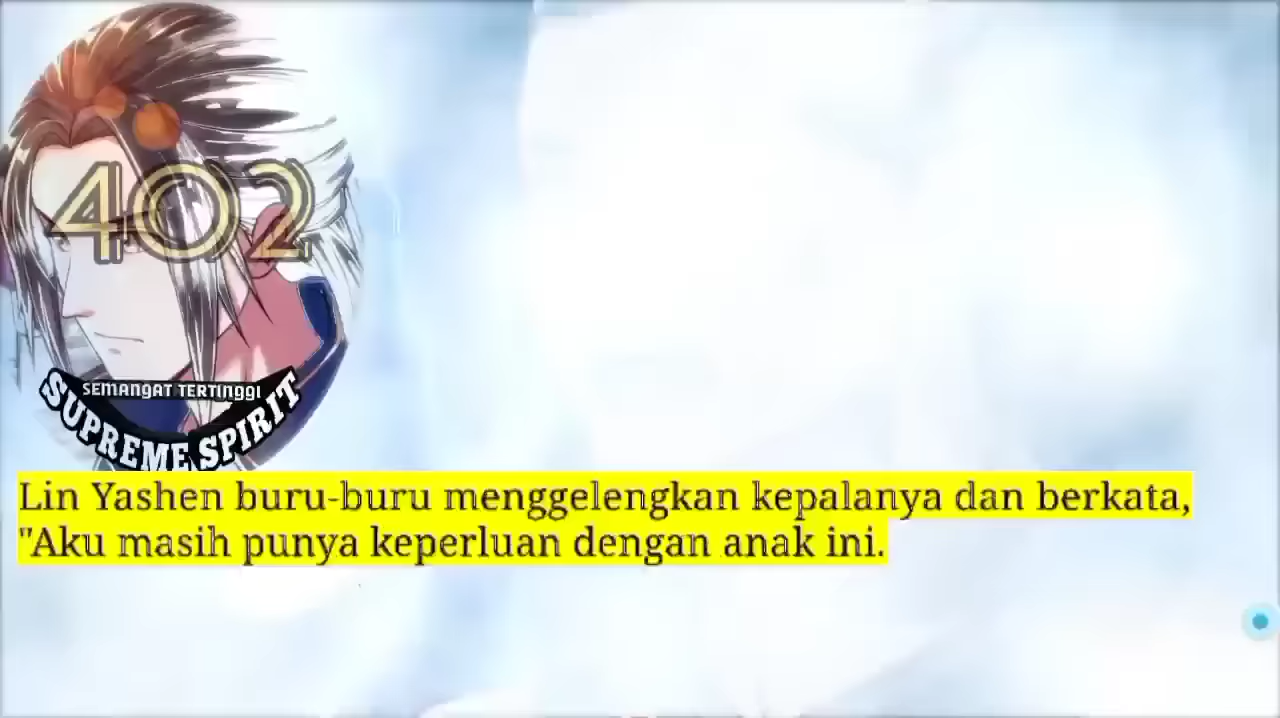 402
SEMANGAT TERTINGGI
SUPREME SPIRIT
Lin Yashen buru-buru menggelengkan kepalanya dan berkata,
"Aku masih punya keperluan dengan anak ini.